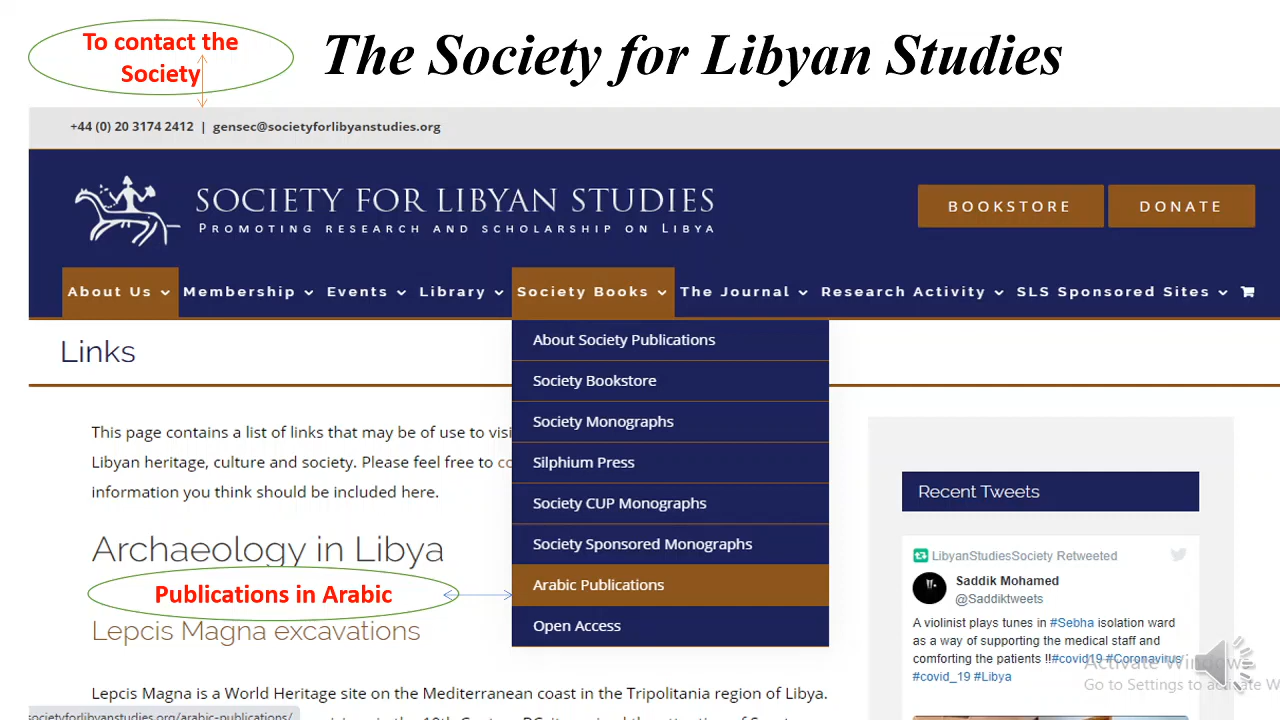 To contact the
Society
The Society for Libyan Studies
+44 (0) 20 3174 2412 | gensec@societyforlibyanstudies.org
SOCIETY FOR LIBYAN STUDIES
PROMOTING RESEARCH AND SCHOLARSHIP ON LIBYA
BOOKSTORE
DONATE
About Us
Membership
Events
Library
Society Books
The Journal
Research Activity
SLS Sponsored Sites
Links
About Society Publications
Society Bookstore
Society Monographs
Silphium Press
Society CUP Monographs
Society Sponsored Monographs
Arabic Publications
Open Access
This page contains a list of links that may be of use to
Libyan heritage, culture and society. Please feel free to
information you think should be included here.
Archaeology in Libya
Publications in Arabic
Lepcis Magna excavations
Lepcis Magna is a World Heritage site on the Mediterranean coast in the Tripolitania region of Libya.
societyforlibyanstudies.org/arabic-publications/
Recent Tweets
LibyanStudiesSociety Retweeted
Saddik Mohamed
@Saddiktweets
A violinist plays tunes in #Sebha isolation ward
as a way of supporting the medical staff and
comforting the patients !!#covid19 #Coronavirus
#covid_19 #Libya
Activate Windows
Go to Settings to activate W